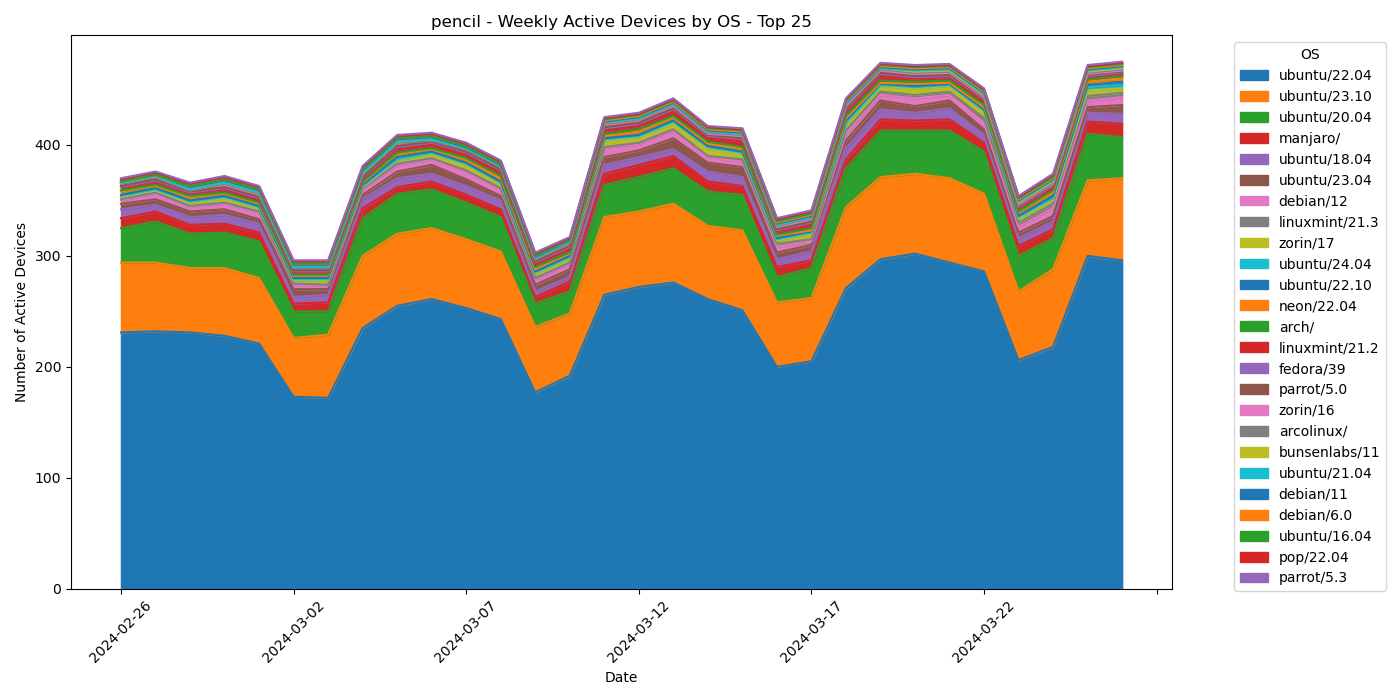 pencil - Weekly Active Devices by OS - Top 25
Number of Active Devices
400
300
200
100
0
2024-02-26
2024-03-02
2024-03-07
2024-03-12
2024-03-17
2024-03-22
Date
OS
ubuntu/22.04
ubuntu/23.10
ubuntu/20.04
manjaro/
ubuntu/18.04
ubuntu/23.04
debian/12
linuxmint/21.3
zorin/17
ubuntu/24.04
ubuntu/22.10
neon/22.04
arch/
linuxmint/21.2
fedora/39
parrot/5.0
zorin/16
arcolinux/
bunsenlabs/11
ubuntu/21.04
debian/11
debian/6.0
ubuntu/16.04
pop/22.04
parrot/5.3